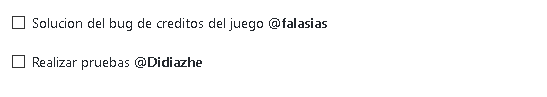 Solucion del bug de creditos del juego @falasias
Realizar pruebas @Didiazhe